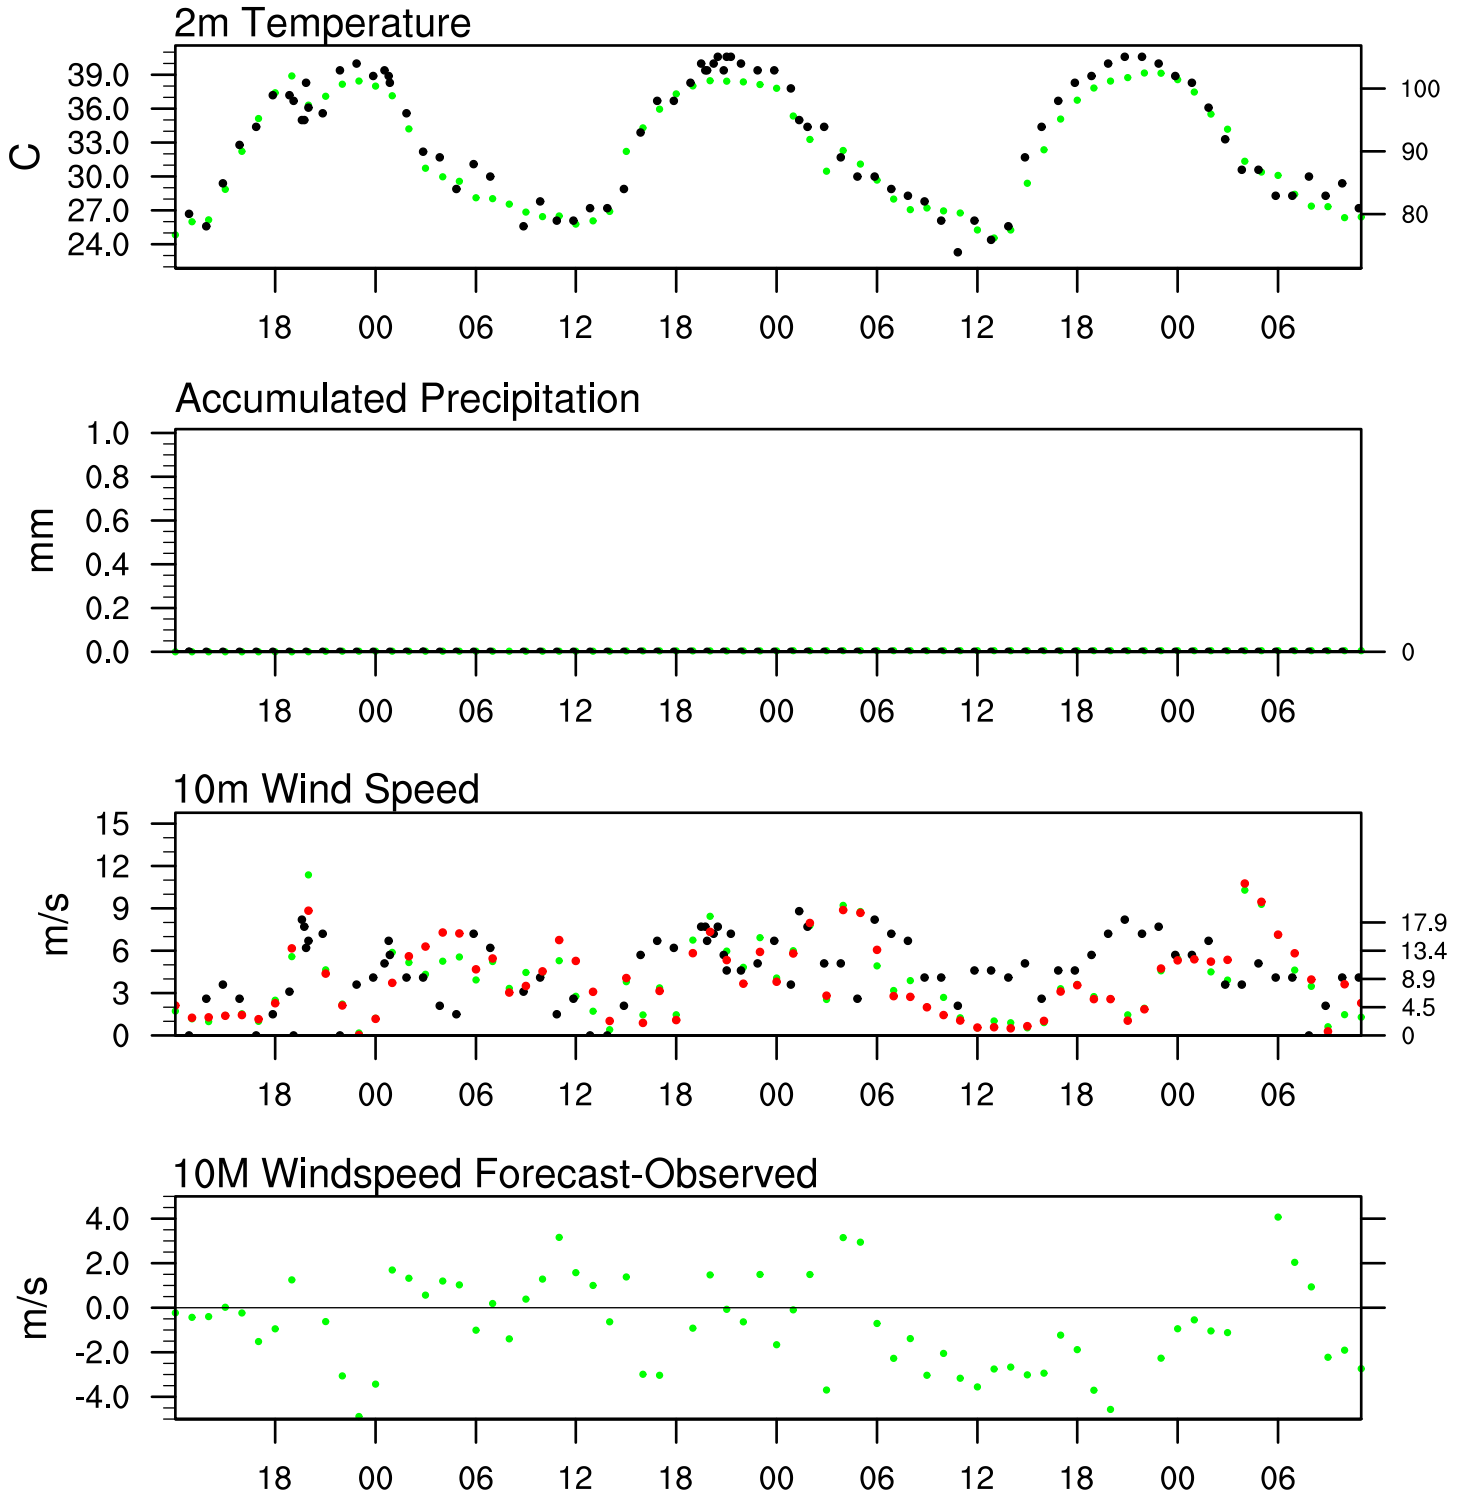 2m Temperature
39.0
36.0
33.0
30.0
27.0
24.0
C
100
90
80
18 00 06 12 18 00 06 12 18 00 06
Accumulated Precipitation
1.0
0.8
0.6
0.4
0.2
0.0
mm
0
18 00 06 12 18 00 06 12 18 00 06
10m Wind Speed
15
12
9
6
3
0
m/s
17.9
13.4
8.9
4.5
0
18 00 06 12 18 00 06 12 18 00 06
10M Windspeed Forecast-Observed
4.0
2.0
0.0
-2.0
-4.0
m/s
18 00 06 12 18 00 06 12 18 00 06